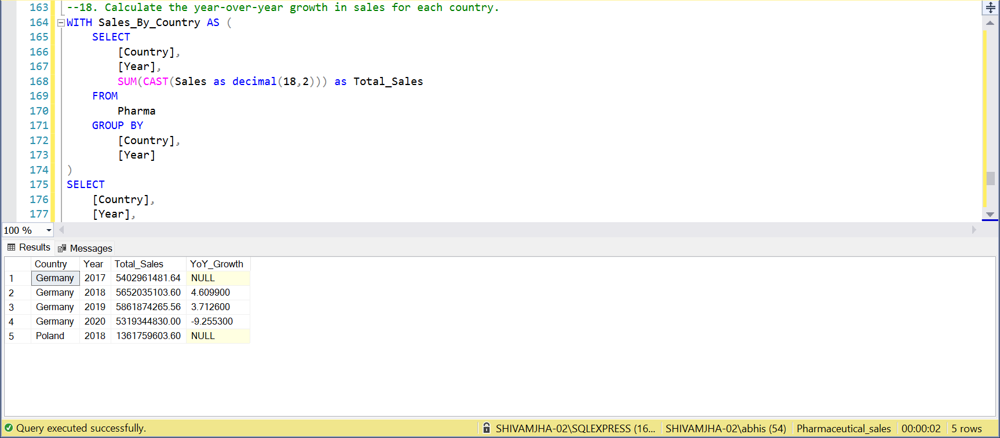 163 --18. Calculate the year-over-year growth in sales for each country.
164 WITH Sales_By_Country AS (
165 SELECT
166 [Country],
167 [Year],
168 SUM(CAST(Sales as decimal(18,2))) as Total_Sales
169 FROM
170 Pharma
171 GROUP BY
172 [Country],
173 [Year]
174 )
175 SELECT
176 [Country],
177 [Year],
100 %
Results Messages
Country Year Total_Sales YoY_Growth
1 Germany 2017 5402961481.64 NULL
2 Germany 2018 5652035103.60 4.609900
3 Germany 2019 5861874265.56 3.712600
4 Germany 2020 5319344830.00 -9.255300
5 Poland 2018 1361759603.60 NULL
Query executed successfully. SHIVAMJHA-02\SQLEXPRESS (16... SHIVAMJHA-02\abhis (54) Pharmaceutical_sales 00:00:02 5 rows